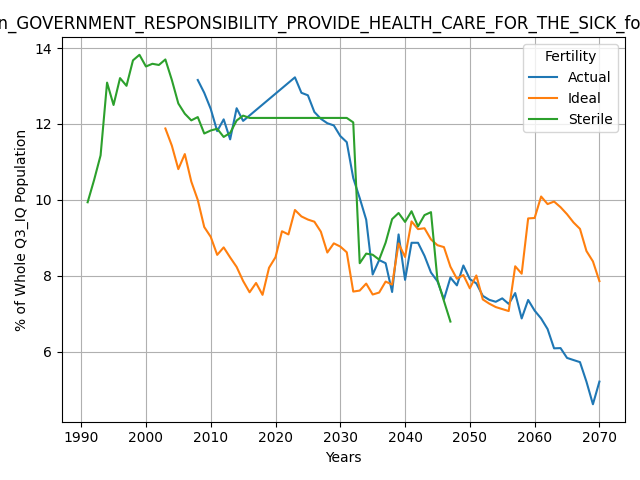 n_GOVERNMENT_RESPONSIBILITY_PROVIDE_HEALTH_CARE_FOR_THE_SICK_fo
14
12
10
8
6
% of Whole Q3_IQ Population
Fertility
Actual
Ideal
Sterile
1990 2000 2010 2020 2030 2040 2050 2060 2070
Years